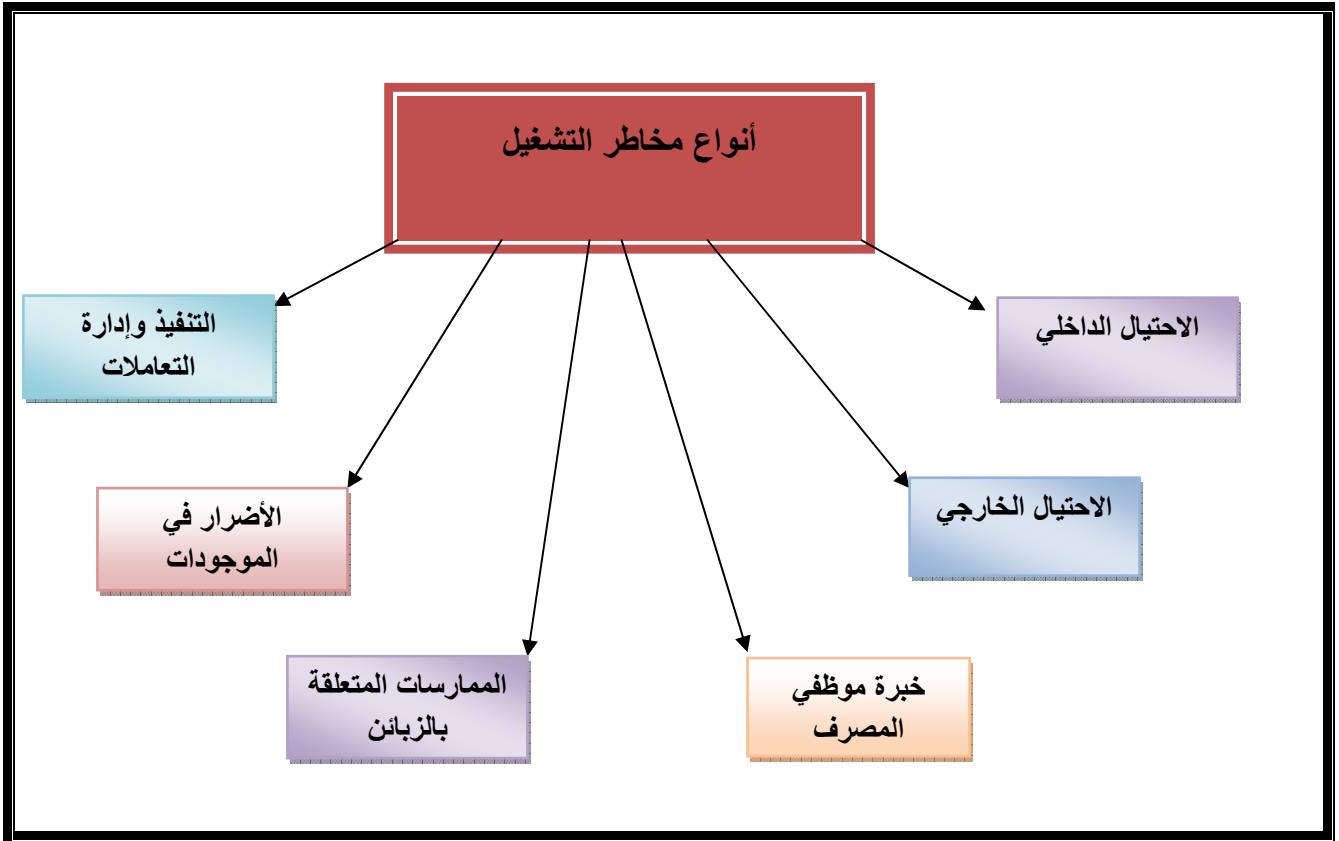 أنواع مخاطر التشغيل
الاحتيال الداخلي
التنفيذ وإدارة
التعاملات
الاحتيال الخارجي
الأضرار في
الموجودات
خبرة موظفي
المصرف
الممارسات المتعلقة
بالزبائن